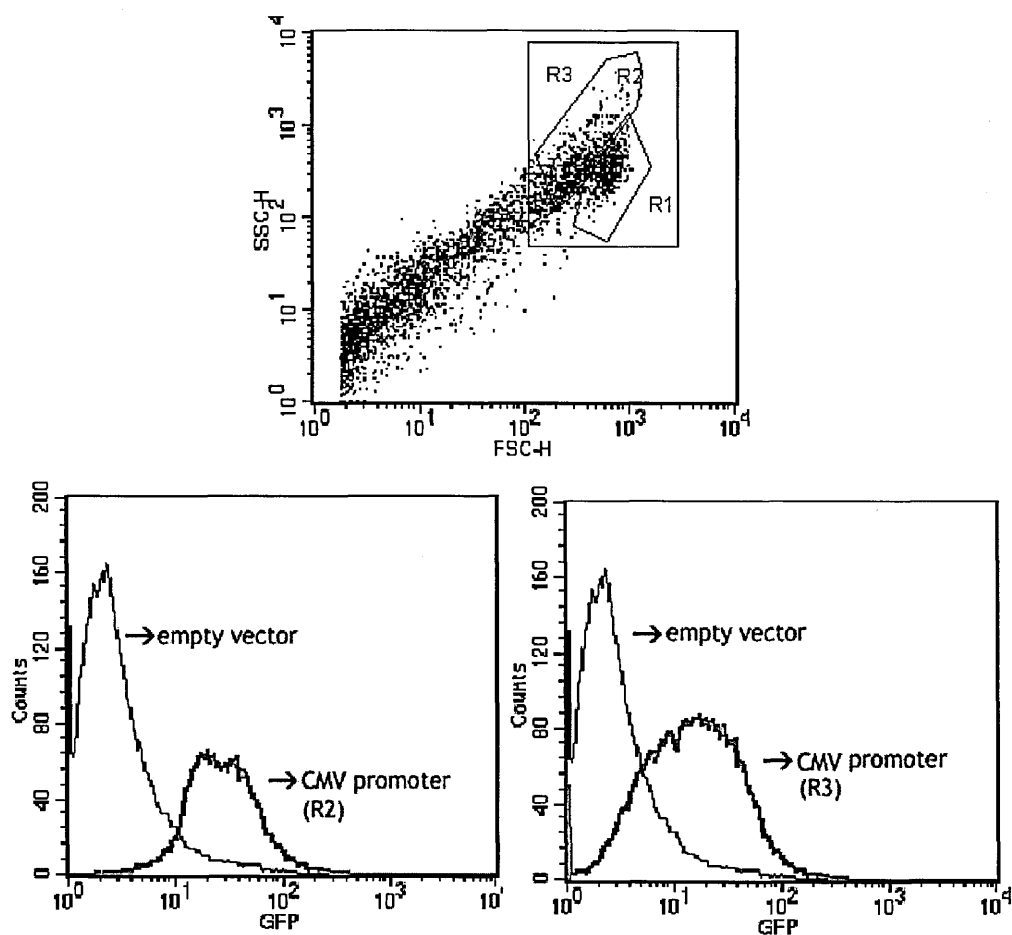 10^4
10^3
10^2
10^1
10^0
SSC-H
R3
R2
R1
10^0 10^1 10^2 10^3 10^4
FSC-H
200
160
120
80
40
0
Counts
→empty vector
→CMV promoter
(R2)
10^0 10^1 10^2 10^3 10
GFP
200
160
120
80
40
0
Counts
→empty vector
→CMV promoter
(R3)
10^0 10^1 10^2 10^3 10^4
GFP